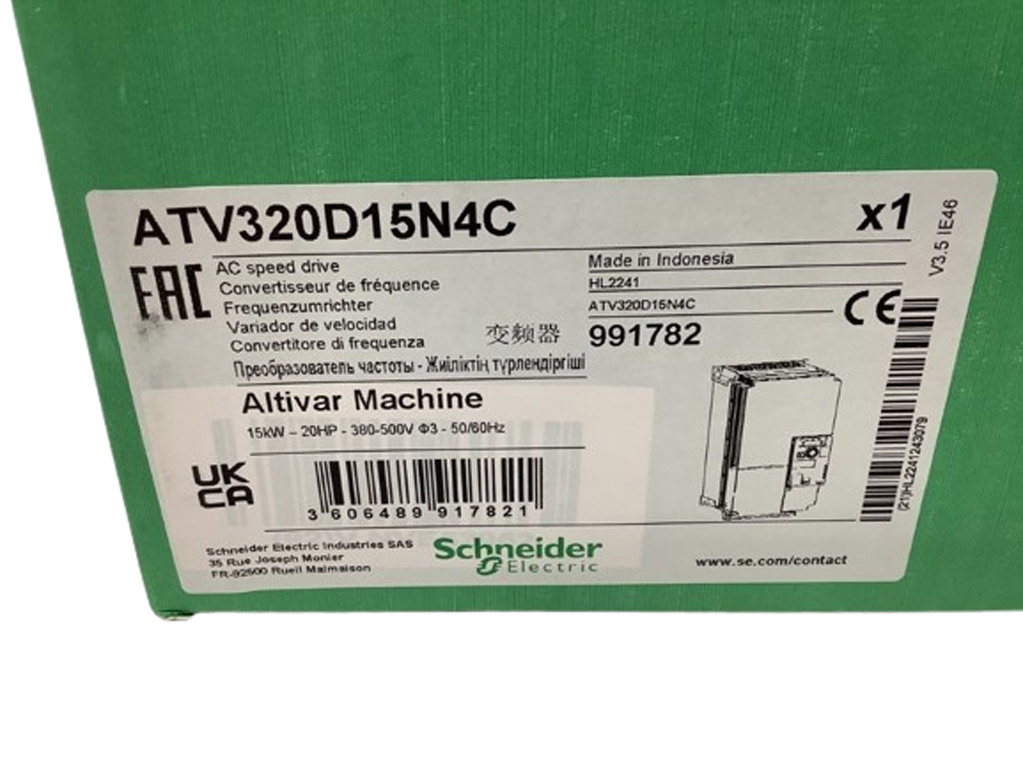 ATV320D15N4C
x1
V3.5 IE46
EAC
AC speed drive
Convertisseur de fréquence
Frequenzumrichter
Variador de velocidad
Convertitore di frequenza
变频器
Преобразователь частоты - Жиіліктің түрлендіргіші
Made in Indonesia
HL2241
ATV320D15N4C
991782
CE
Altivar Machine
15kW – 20HP - 380-500V Φ3 - 50/60Hz
UK
CA
3 606489 917821
(21)HL2241243079
Schneider Electric Industries SAS
35 Rue Joseph Monier
FR-92500 Rueil Malmaison
Schneider
Electric
www.se.com/contact